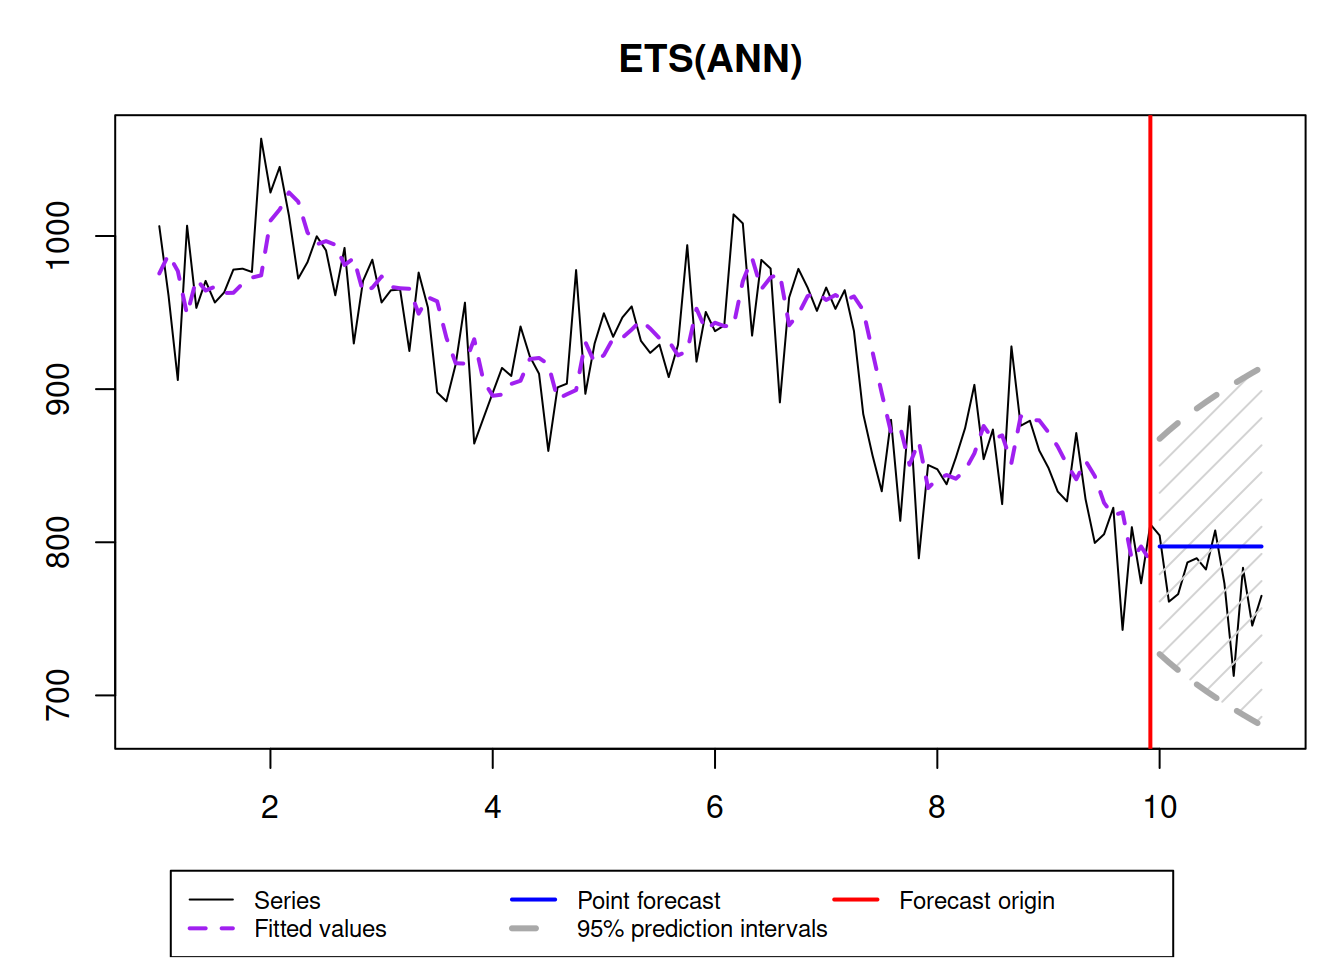 ETS(ANN)
1000
900
800
700
2 4 6 8 10
Series Point forecast Forecast origin
Fitted values 95% prediction intervals